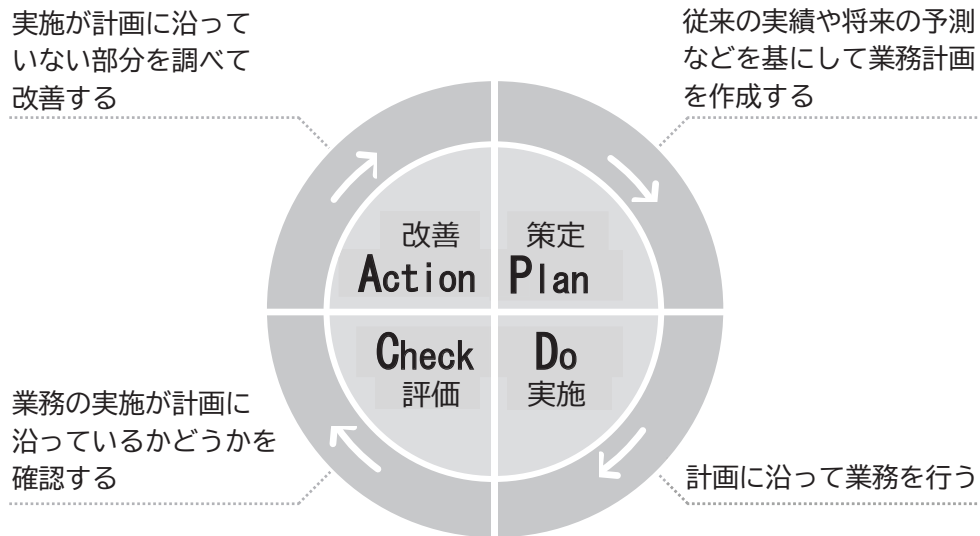 実施が計画に沿って
いない部分を調べて
改善する
従来の実績や将来の予測
などを基にして業務計画
を作成する
改善
Action
策定
Plan
Check
評価
Do
実施
業務の実施が計画に
沿っているかどうかを
確認する
計画に沿って業務を行う